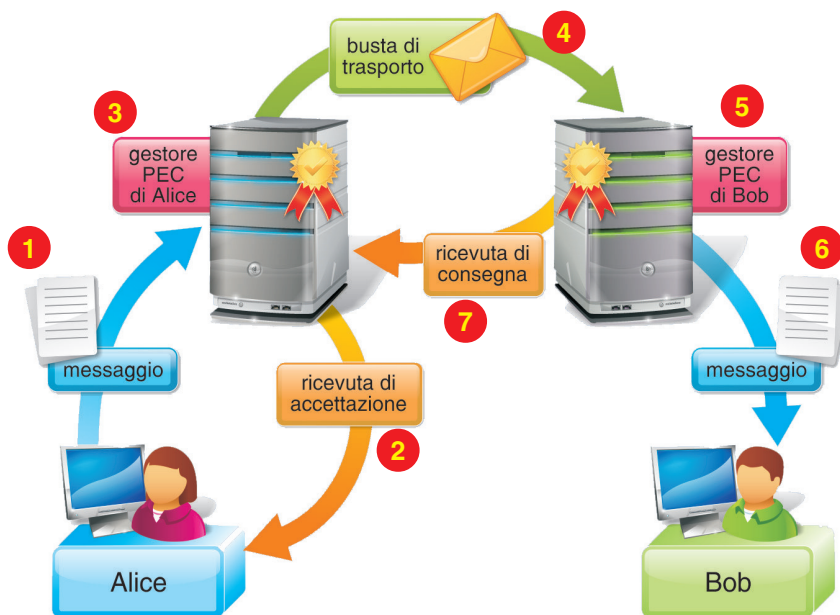 4
busta di
trasporto
3
5
gestore
PEC
di Alice
gestore
PEC
di Bob
1
6
ricevuta di
consegna
7
messaggio
messaggio
ricevuta di
accettazione
2
Alice
Bob